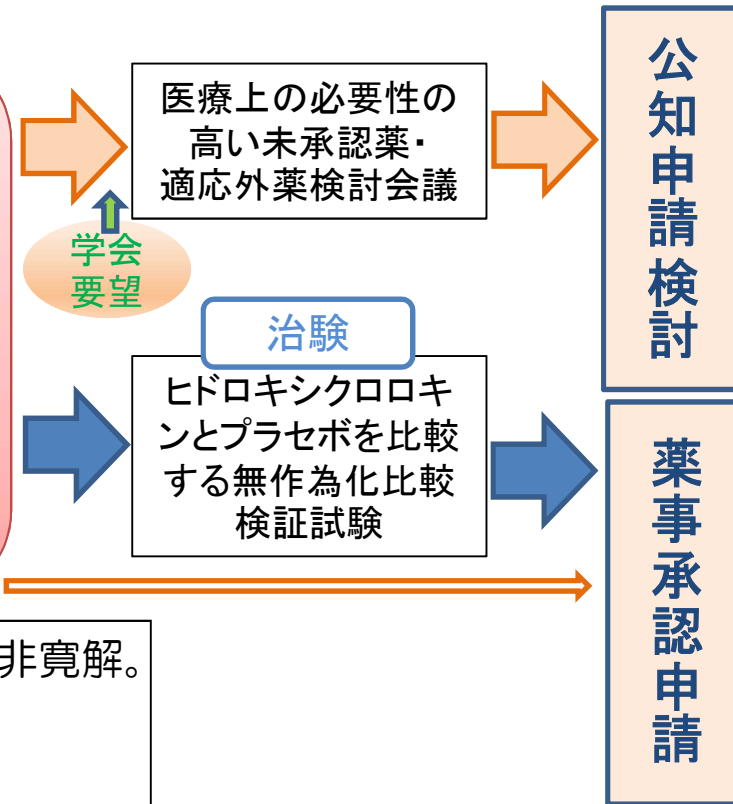 医療上の必要性の
高い未承認薬・
適応外薬検討会議
学会
要望
公知申請検討
治験
ヒドロキシクロロキ
ンとプラセボを比較
する無作為化比較
検証試験
薬事承認申請
非寛解。